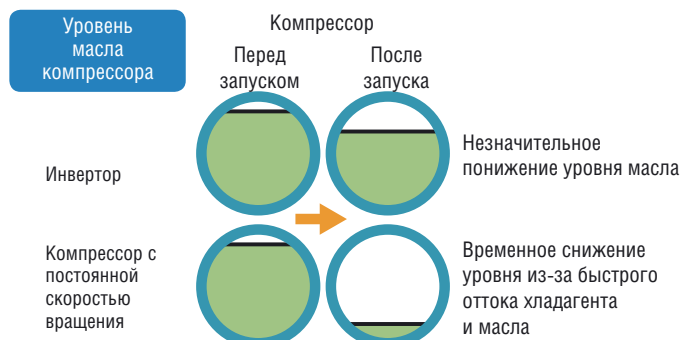 Уровень
масла
компрессора
Компрессор
Перед
запуском
После
запуска
Инвертор
Незначительное
понижение уровня масла
Компрессор с
постоянной
скоростью
вращения
Временное снижение
уровня из-за быстрого
оттока хладагента
и масла